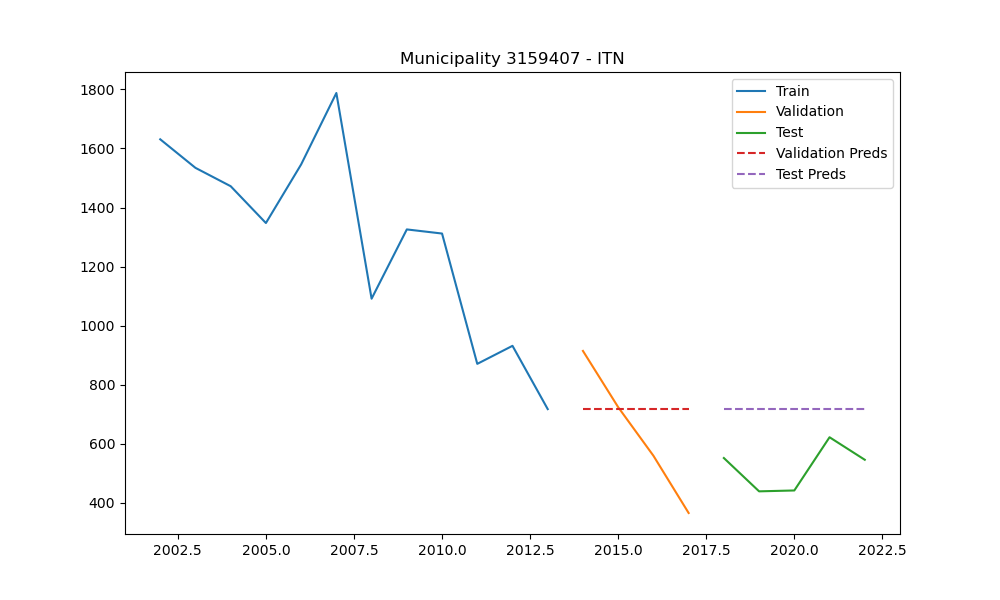 Municipality 3159407 - ITN
Train
Validation
Test
Validation Preds
Test Preds
1800
1600
1400
1200
1000
800
600
400
2002.5 2005.0 2007.5 2010.0 2012.5 2015.0 2017.5 2020.0 2022.5